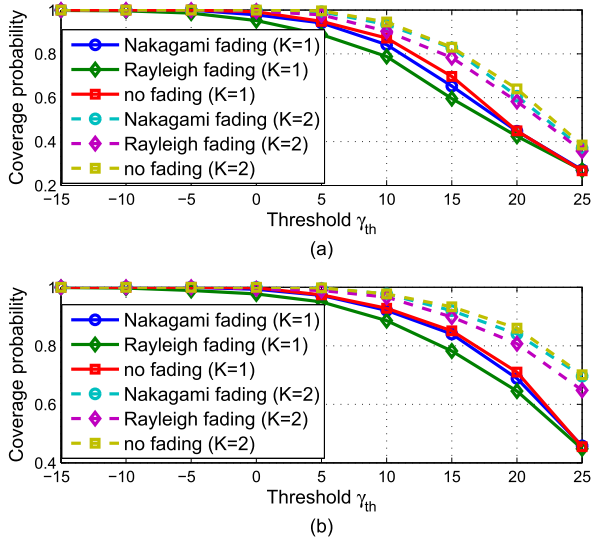 Coverage probability
1
0.8
0.6
0.4
0.2
Nakagami fading (K=1)
Rayleigh fading (K=1)
no fading (K=1)
Nakagami fading (K=2)
Rayleigh fading (K=2)
no fading (K=2)
−15 −10 −5 0 5 10 15 20 25
Threshold γth
(a)
Coverage probability
1
0.8
0.6
0.4
Nakagami fading (K=1)
Rayleigh fading (K=1)
no fading (K=1)
Nakagami fading (K=2)
Rayleigh fading (K=2)
no fading (K=2)
−15 −10 −5 0 5 10 15 20 25
Threshold γth
(b)